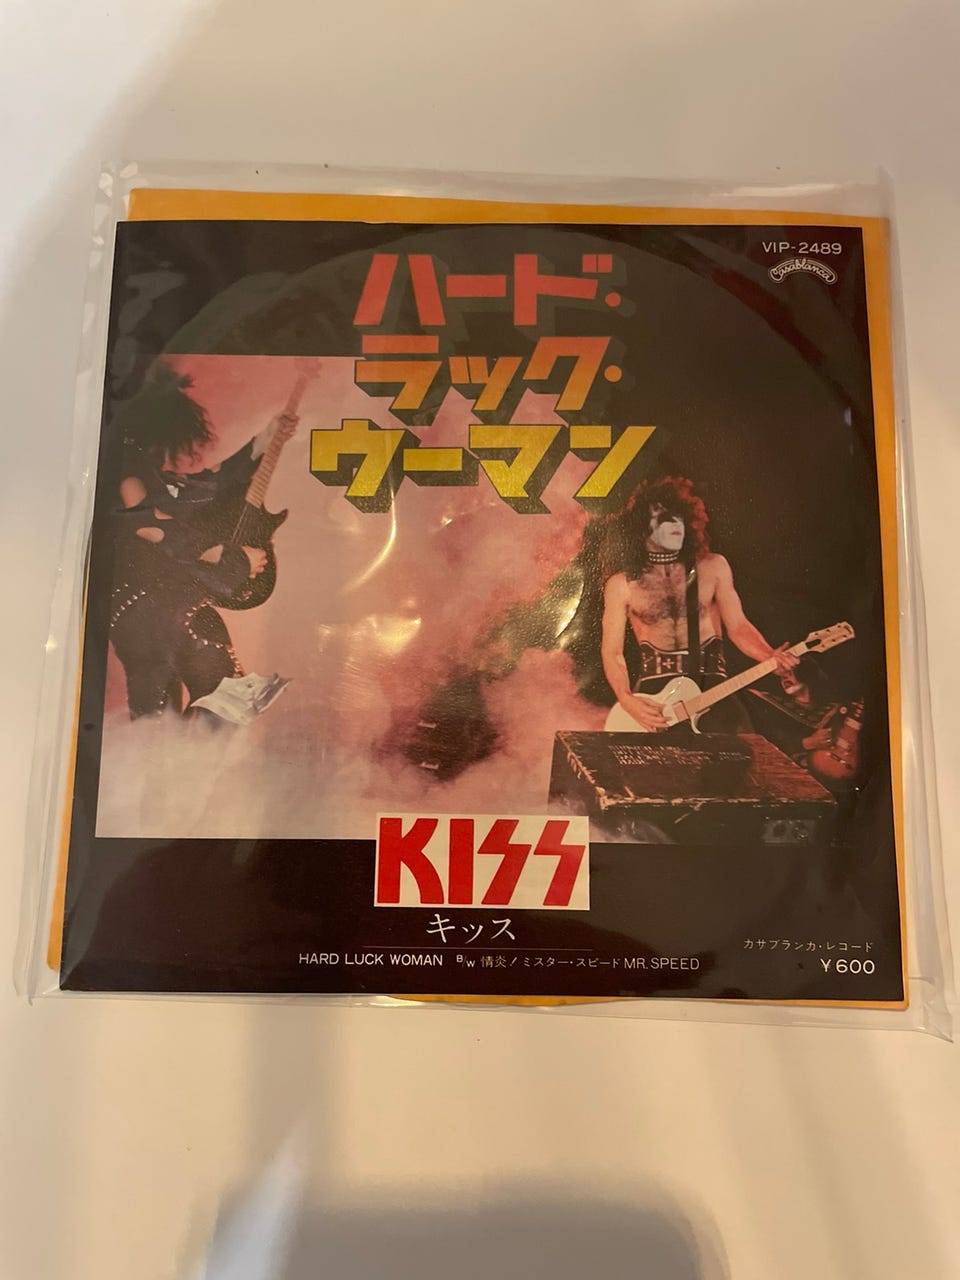 VIP-2489
Casablanca
ハード・
ラック・
ウーマン
KISS
キッス
HARD LUCK WOMAN B/W 情炎!ミスター・スピード MR. SPEED
カサブランカ・レコード
¥600